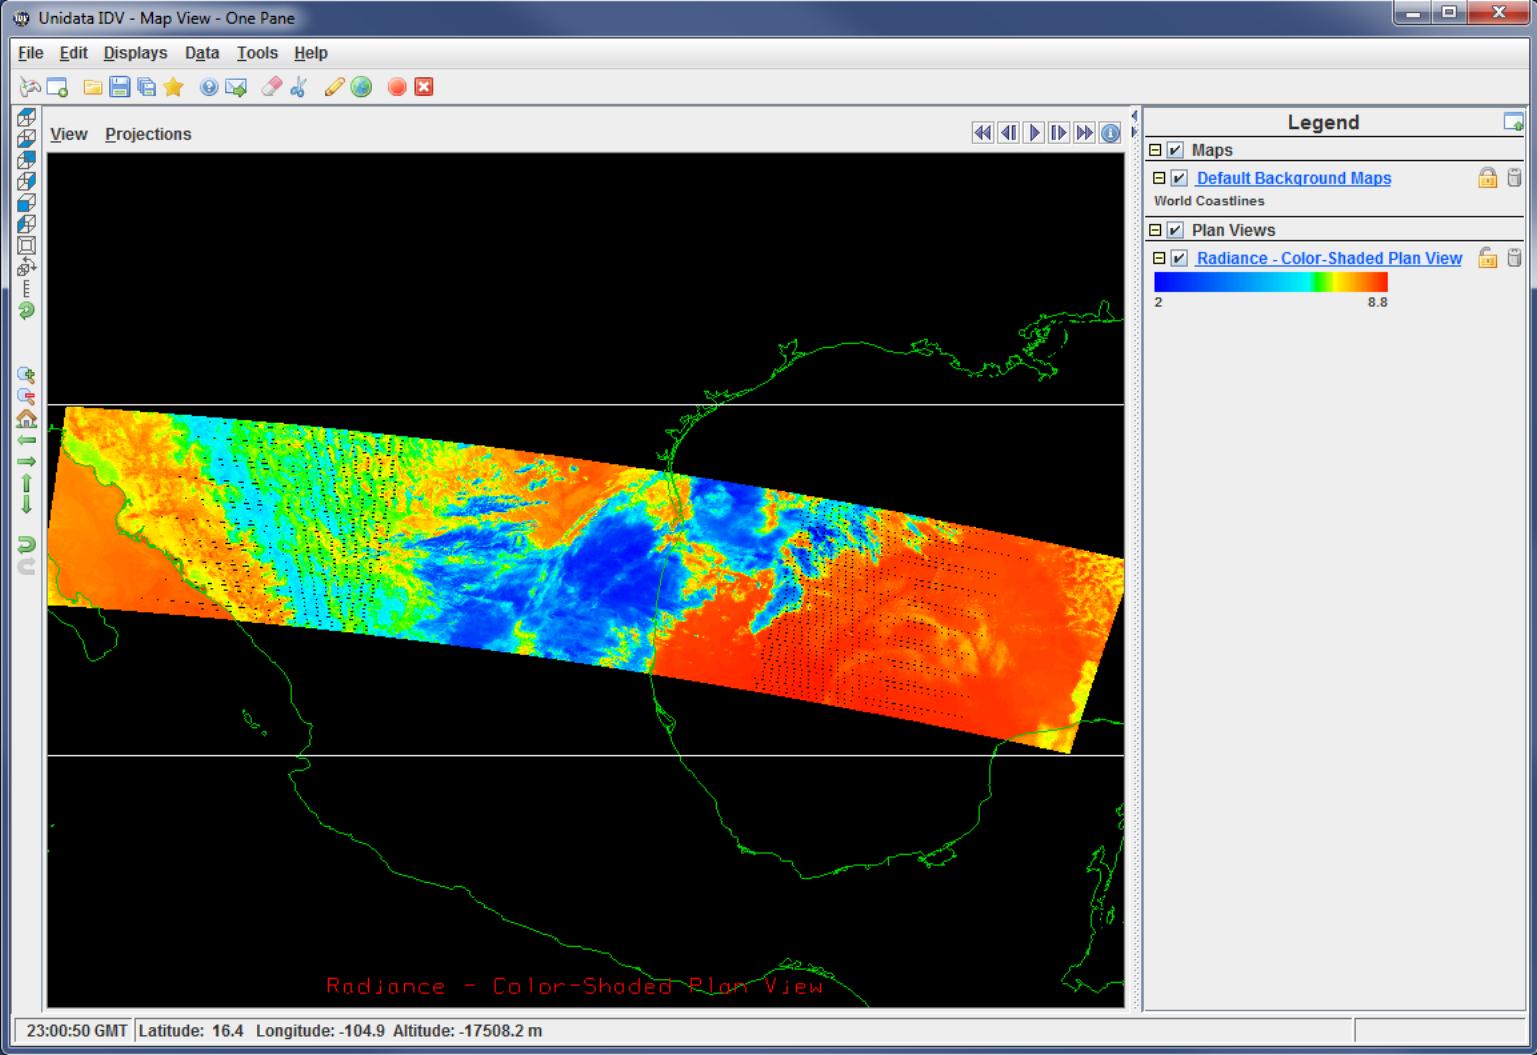 Unidata IDV - Map View - One Pane
File Edit Displays Data Tools Help
View Projections
Legend
Maps
Default Background Maps
World Coastlines
Plan Views
Radiance - Color-Shaded Plan View
2 8.8
Radiance - Color-Shaded Plan View
23:00:50 GMT Latitude: 16.4 Longitude: -104.9 Altitude: -17508.2 m